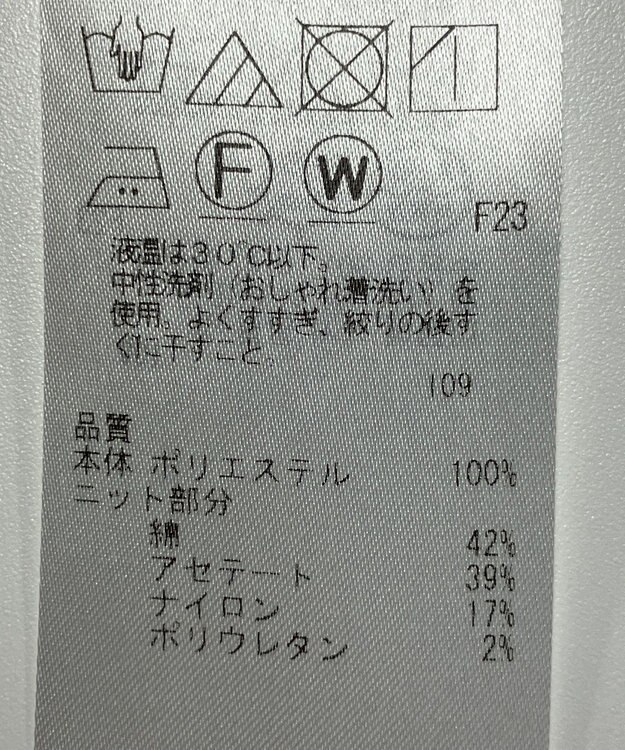 F W
F23
液温は30℃以下。
中性洗剤（おしゃれ着洗い）を
使用。よくすすぎ、絞りの後す
ぐに干すこと。
109
品質
本体 ポリエステル 100%
ニット部分
綿 42%
アセテート 39%
ナイロン 17%
ポリウレタン 2%